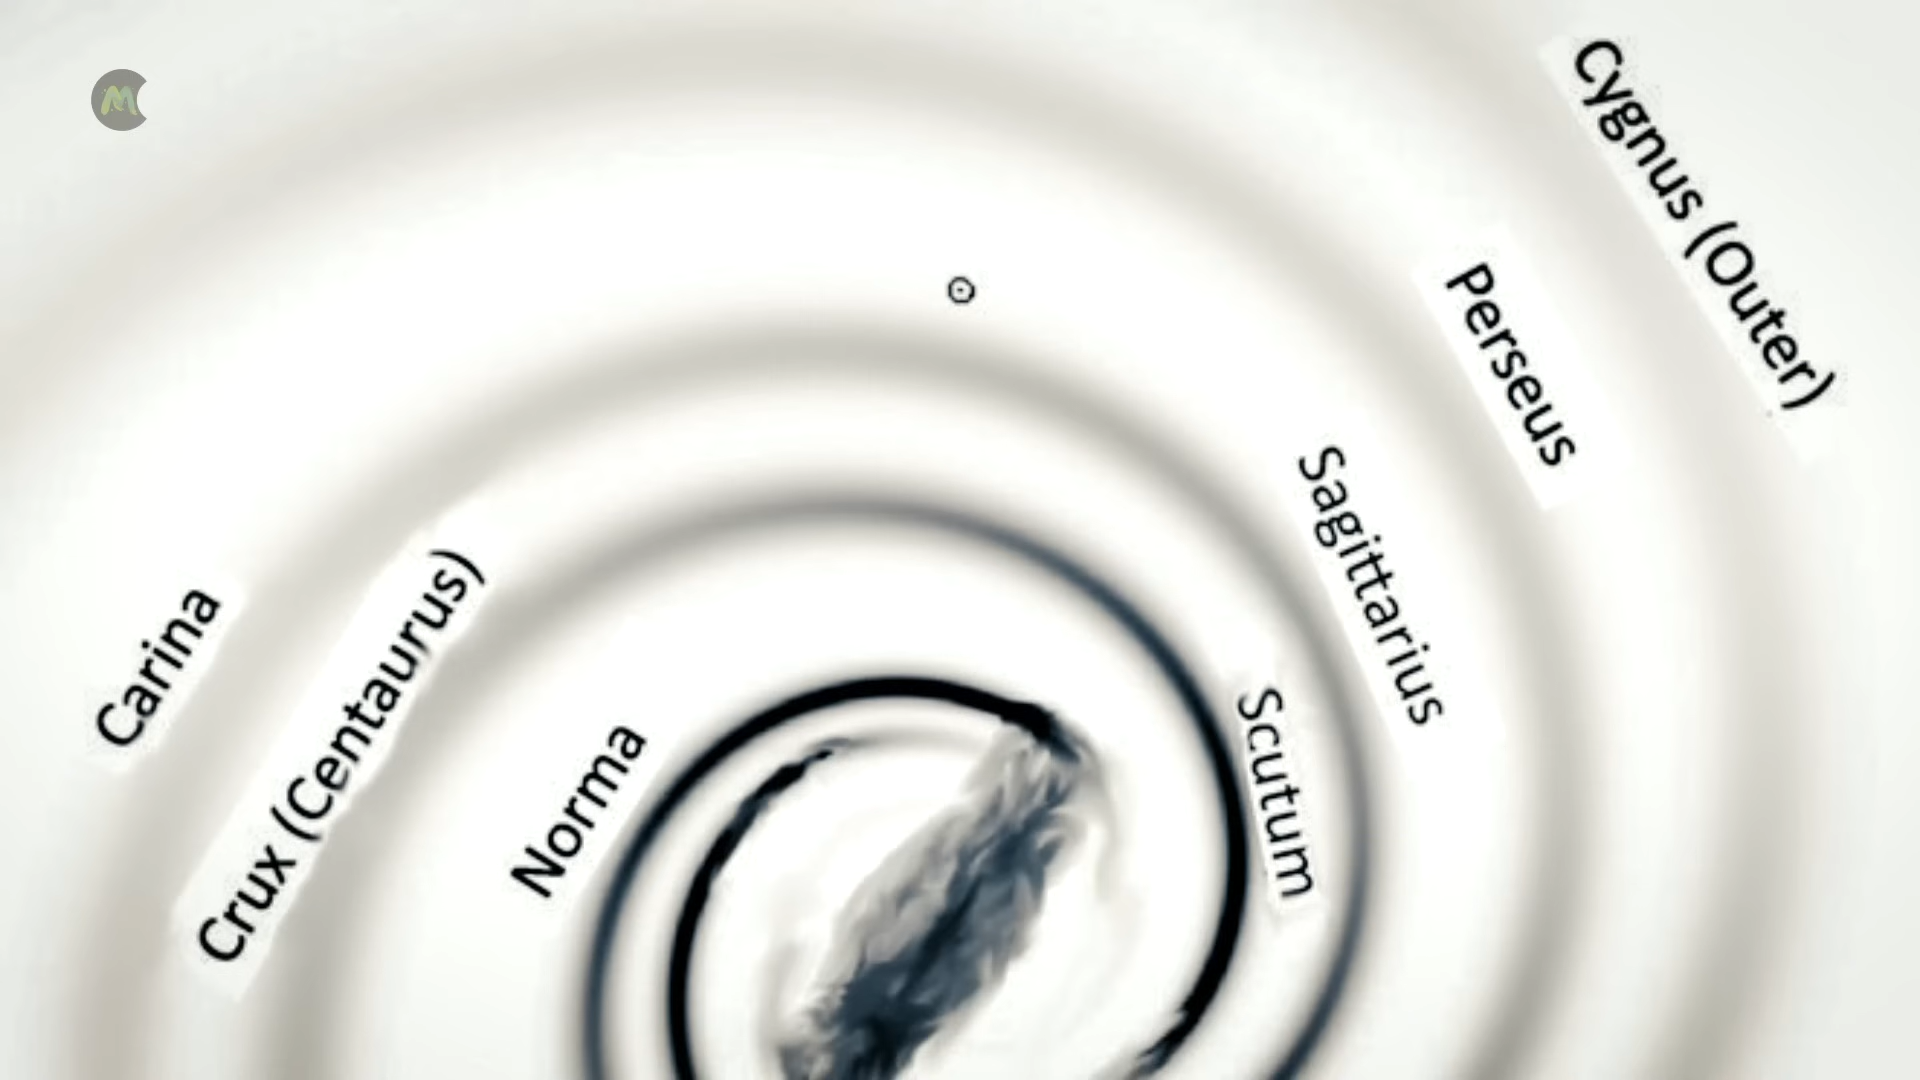 M
Cygnus (Outer)
Perseus
Sagittarius
Scutum
Carina
Crux (Centaurus)
Norma